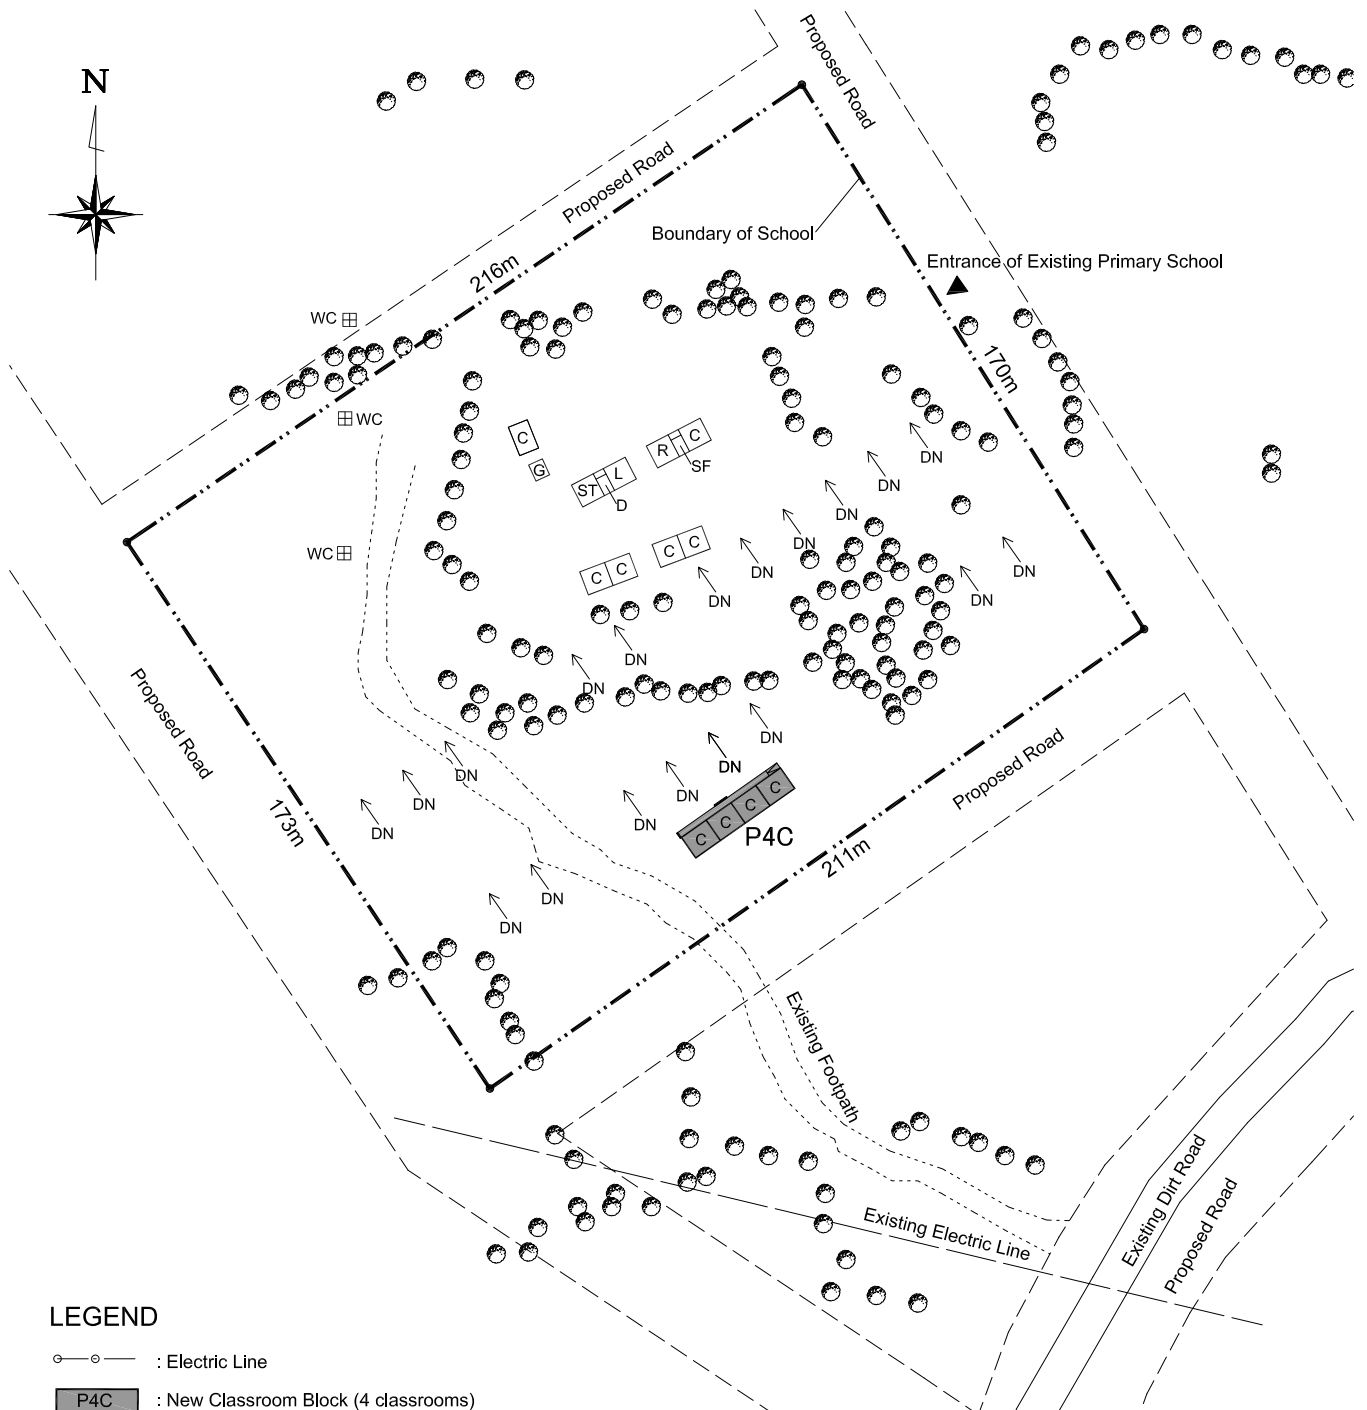 N
Proposed Road
Proposed Road
Boundary of School
216m
Entrance of Existing Primary School
WC
170m
WC
C
G
R
C
SF
ST
L
D
DN
DN
DN
DN
DN
DN
DN
DN
DN
WC
C
C
C
C
DN
DN
Proposed Road
DN
DN
DN
DN
DN
DN
DN
DN
C
C
C
C
P4C
173m
211m
Proposed Road
DN
DN
Existing Footpath
Existing Electric Line
Existing Dirt Road
Proposed Road
LEGEND
: Electric Line
P4C : New Classroom Block (4 classrooms)